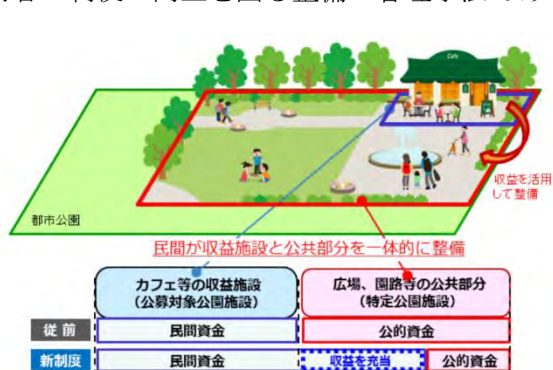 Cafe
収益を活用
して整備
都市公園
民間が収益施設と公共部分を一体的に整備
カフェ等の収益施設
(公募対象公園施設)
広場、園路等の公共部分
(特定公園施設)
従前
民間資金
公的資金
新制度
民間資金
収益を充当
公的資金